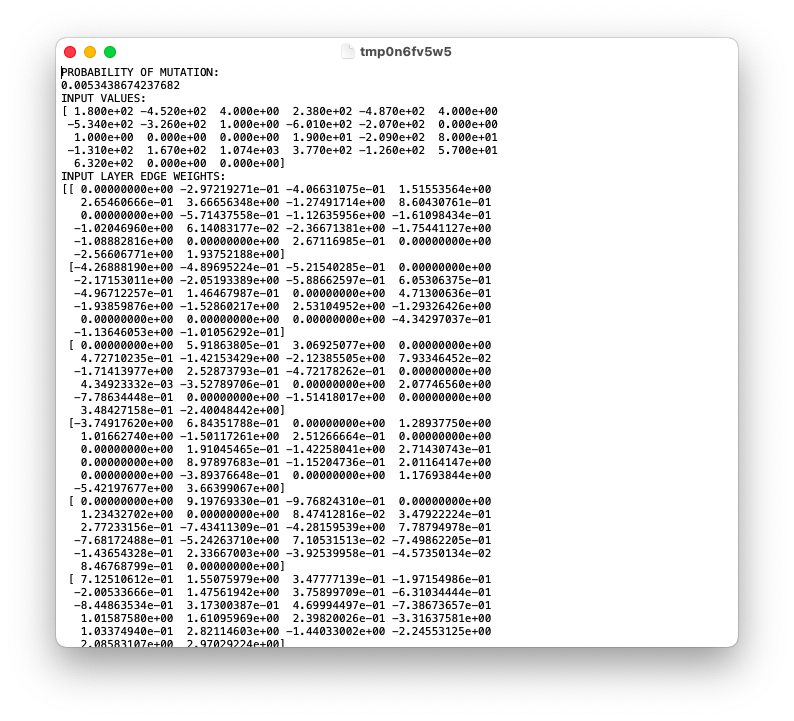 tmp0n6fv5w5
PROBABILITY OF MUTATION:
0.0053438674237682
INPUT VALUES:
[ 1.800e+02 -4.520e+02  4.000e+00  2.380e+02 -4.870e+02  4.000e+00
 -5.340e+02 -3.260e+02  1.000e+00 -6.010e+02 -2.070e+02  0.000e+00
  1.000e+00  0.000e+00  0.000e+00  1.900e+01 -2.090e+02  8.000e+01
 -1.310e+02  1.670e+02  1.074e+03  3.770e+02 -1.260e+02  5.700e+01
  6.320e+02  0.000e+00  0.000e+00]
INPUT LAYER EDGE WEIGHTS:
[[ 0.00000000e+00 -2.97219271e-01 -4.06631075e-01  1.51553564e+00
   2.65460666e-01  3.66656348e+00 -1.27491714e+00  8.60430761e-01
   0.00000000e+00 -5.71437558e-01 -1.12635956e+00 -1.61098434e-01
  -1.02046960e+00  6.14083177e-02 -2.36671381e+00 -1.75441127e+00
  -1.08882816e+00  0.00000000e+00  2.67116985e-01  0.00000000e+00
  -2.56606771e+00  1.93752188e+00]
 [-4.26888190e+00 -4.89695224e-01 -5.21540285e-01  0.00000000e+00
  -2.17153011e+00 -2.05193389e+00 -5.88662597e-01  6.05306375e-01
  -4.96712257e-01  1.46467987e-01  0.00000000e+00  4.71300636e-01
  -1.93859876e+00 -1.52860217e+00  2.53104952e+00 -1.29326426e+00
   0.00000000e+00  0.00000000e+00  0.00000000e+00 -4.34297037e-01
  -1.13646053e+00 -1.01056292e-01]
 [ 0.00000000e+00  5.91863805e-01  3.06925077e+00  0.00000000e+00
   4.72710235e-01 -1.42153429e+00 -2.12385505e+00  7.93346452e-02
  -1.71413977e+00  2.52873793e-01 -4.72178262e-01  0.00000000e+00
   4.34923332e-03 -3.52789706e-01  0.00000000e+00  2.07746560e+00
  -7.78634448e-01  0.00000000e+00 -1.51418017e+00  0.00000000e+00
   3.48427158e-01 -2.40048442e+00]
 [-3.74917620e+00  6.84351788e-01  0.00000000e+00  1.28937750e+00
   1.01662740e+00 -1.50117261e+00  2.51266664e-01  0.00000000e+00
   0.00000000e+00  1.91045465e-01 -1.42258041e+00  2.71430743e-01
   0.00000000e+00  8.97897683e-01 -1.15204736e-01  2.01164147e+00
   0.00000000e+00 -3.89376648e-01  0.00000000e+00  1.17693844e+00
  -5.42197677e+00  3.66399067e+00]
 [ 0.00000000e+00  9.19769330e-01 -9.76824310e-01  0.00000000e+00
   1.23432702e+00  0.00000000e+00  8.47412816e-02  3.47922224e-01
   2.77233156e-01 -7.43411309e-01 -4.28159539e+00  7.78794978e-01
  -7.68172488e-01 -5.24263710e+00  7.10531513e-02 -7.49862205e-01
  -1.43654328e-01  2.33667003e+00 -3.92539958e-01 -4.57350134e-02
   8.46768799e-01  0.00000000e+00]
 [ 7.12510612e-01  1.55075979e+00  3.47777139e-01 -1.97154986e-01
  -2.00533666e-01  1.47561942e+00  3.75899709e-01 -6.31034444e-01
  -8.44863534e-01  3.17300387e-01  4.69994497e-01 -7.38673657e-01
   1.01587580e+00  1.61095969e+00  2.39820026e-01 -3.31637581e+00
   1.03374940e-01  2.82114603e+00 -1.44033002e+00 -2.24553125e+00
   2.08583107e+00  2.97029224e+00]